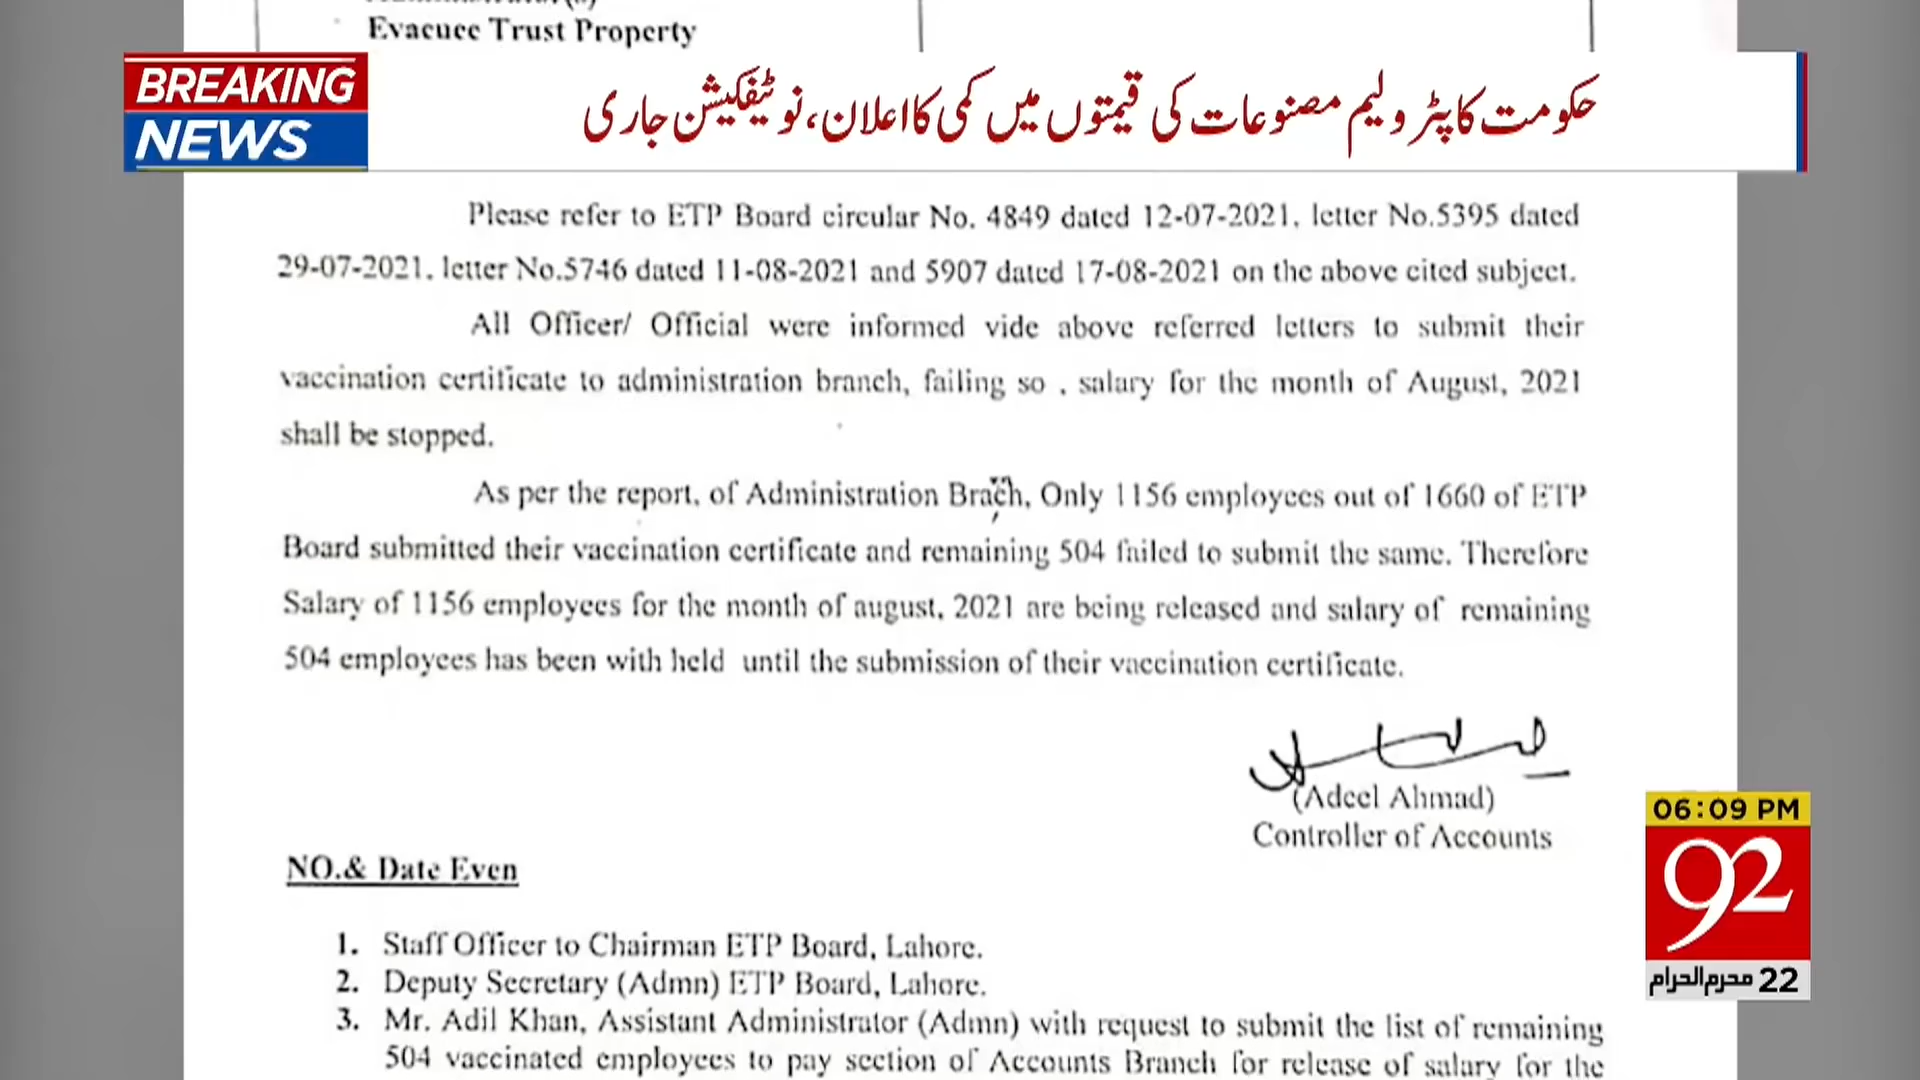 Evacuee Trust Property
BREAKING
NEWS
حکومت کا پٹرولیم مصنوعات کی قیمتوں میں کمی کا اعلان، نوٹیفکیشن جاری
Please refer to ETP Board circular No. 4849 dated 12-07-2021, letter No.5395 dated
29-07-2021, letter No.5746 dated 11-08-2021 and 5907 dated 17-08-2021 on the above cited subject.
All Officer/ Official were informed vide above referred letters to submit their
vaccination certificate to administration branch, failing so , salary for the month of August, 2021
shall be stopped.
As per the report, of Administration Brach, Only 1156 employees out of 1660 of ETP
Board submitted their vaccination certificate and remaining 504 failed to submit the same. Therefore
Salary of 1156 employees for the month of august, 2021 are being released and salary of remaining
504 employees has been with held until the submission of their vaccination certificate.
(Adeel Ahmad)
Controller of Accounts
NO.& Date Even
1. Staff Officer to Chairman ETP Board, Lahore.
2. Deputy Secretary (Admn) ETP Board, Lahore.
3. Mr. Adil Khan, Assistant Administrator (Admn) with request to submit the list of remaining
504 vaccinated employees to pay section of Accounts Branch for release of salary for the
06:09 PM
92
22 محرم الحرام